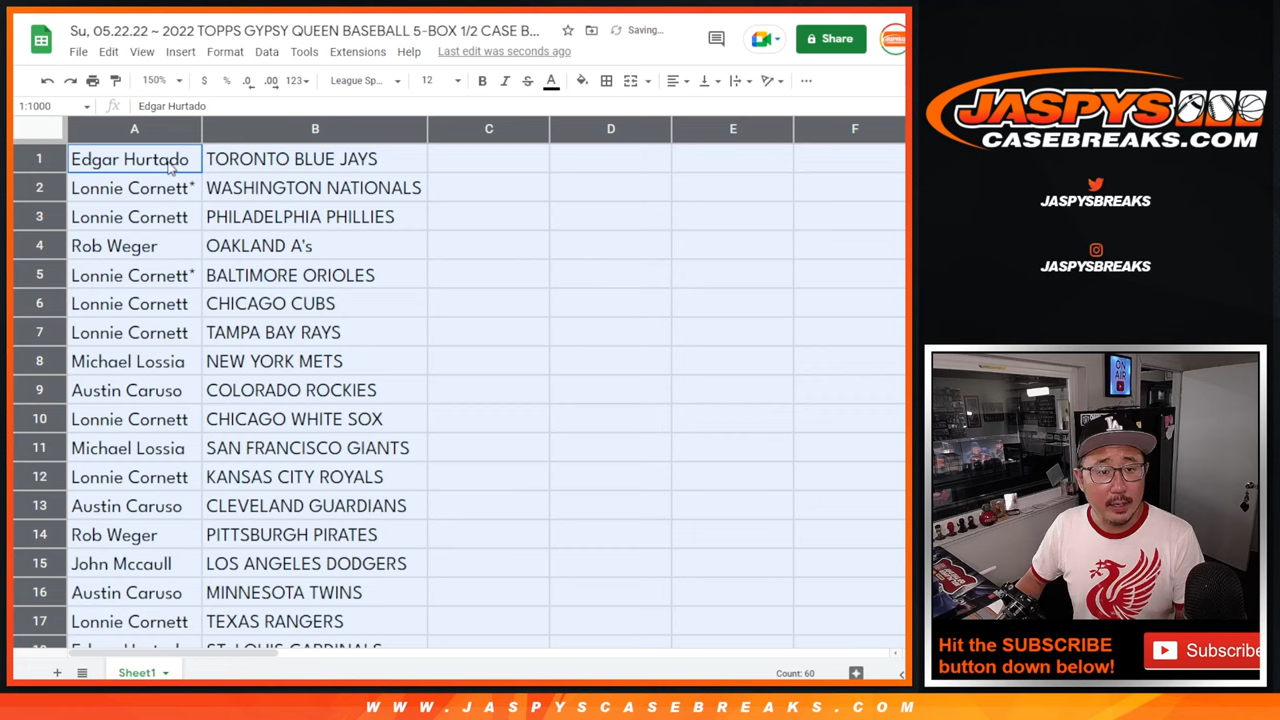 Su, 05.22.22 ~ 2022 TOPPS GYPSY QUEEN BASEBALL 5-BOX 1/2 CASE B... Saving...
File Edit View Insert Format Data Tools Extensions Help Last edit was seconds ago
Share
150% $ % .0 .00 123 League Sp... 12 B I S A
1:1000 fx Edgar Hurtado
A B C D E F
1 Edgar Hurtado TORONTO BLUE JAYS
2 Lonnie Cornett* WASHINGTON NATIONALS
3 Lonnie Cornett PHILADELPHIA PHILLIES
4 Rob Weger OAKLAND A's
5 Lonnie Cornett* BALTIMORE ORIOLES
6 Lonnie Cornett CHICAGO CUBS
7 Lonnie Cornett TAMPA BAY RAYS
8 Michael Lossia NEW YORK METS
9 Austin Caruso COLORADO ROCKIES
10 Lonnie Cornett CHICAGO WHITE SOX
11 Michael Lossia SAN FRANCISCO GIANTS
12 Lonnie Cornett KANSAS CITY ROYALS
13 Austin Caruso CLEVELAND GUARDIANS
14 Rob Weger PITTSBURGH PIRATES
15 John Mccaull LOS ANGELES DODGERS
16 Austin Caruso MINNESOTA TWINS
17 Lonnie Cornett TEXAS RANGERS
ST. LOUIS CARDINALS
Sheet1 Count: 60
JASPYS
CASEBREAKS.COM
JASPYSBREAKS
JASPYSBREAKS
ON AIR
LA
Hit the SUBSCRIBE
button down below!
Subscribe
WWW.JASPYSCASEBREAKS.COM